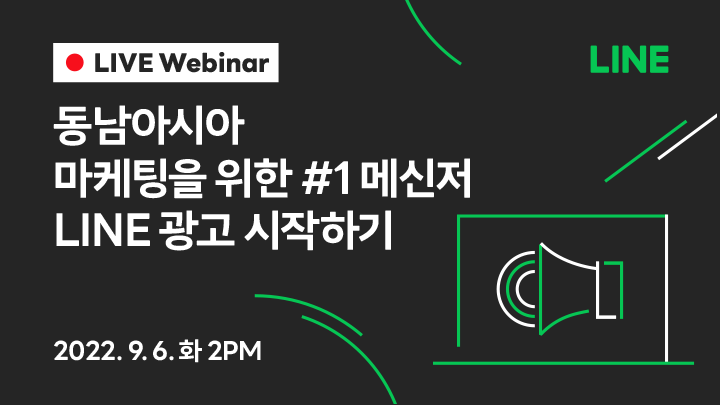 LIVE Webinar
LINE
동남아시아
마케팅을 위한 #1 메신저
LINE 광고 시작하기
2022. 9. 6. 화 2PM